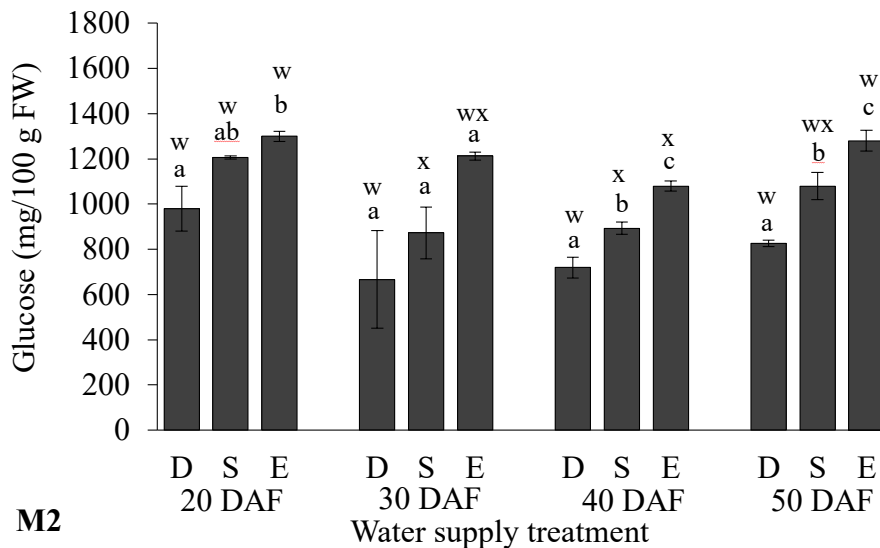 Glucose (mg/100 g FW)
1800
1600
1400
1200
1000
800
600
400
200
0
w w w w wx x w wx x x w w
a ab b a a a a b c a b c
D S E D S E D S E D S E
20 DAF 30 DAF 40 DAF 50 DAF
M2 Water supply treatment